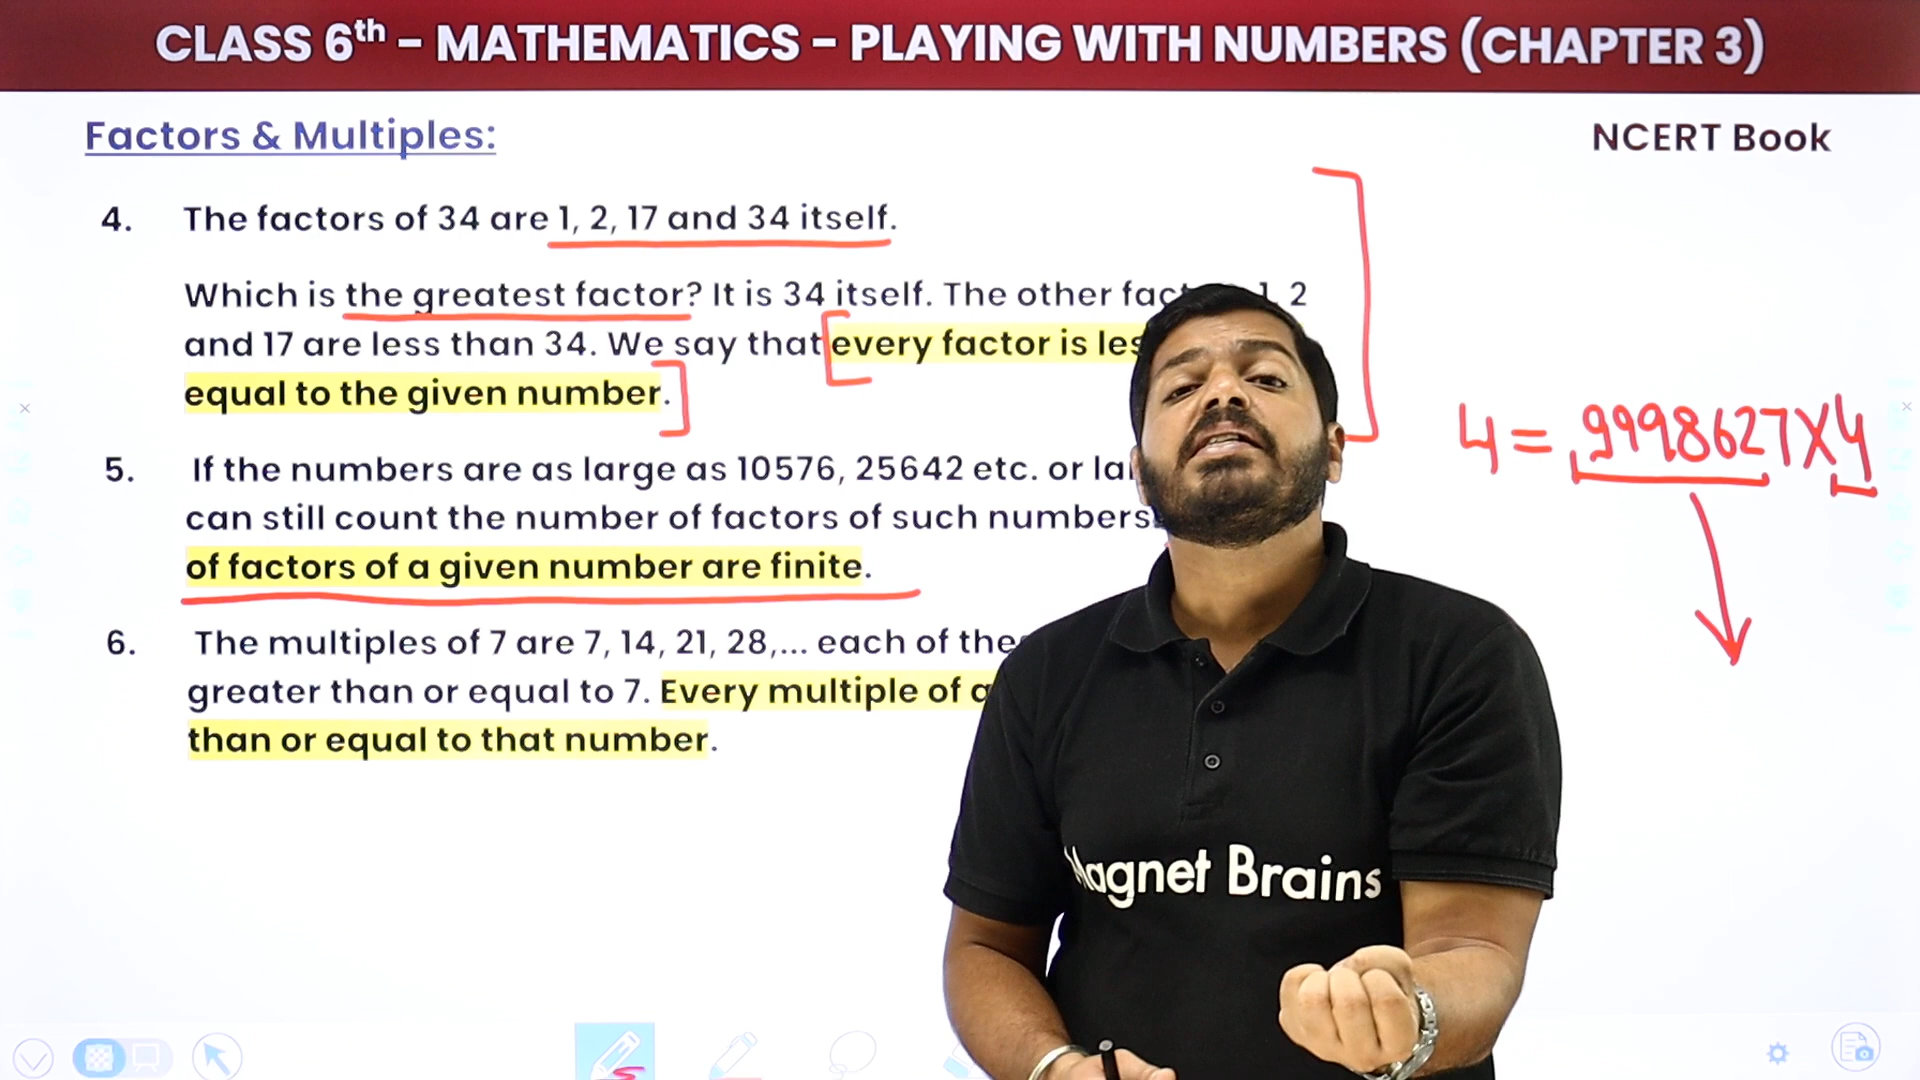 CLASS 6th - MATHEMATICS - PLAYING WITH NUMBERS (CHAPTER 3)
Factors & Multiples:
NCERT Book
4. The factors of 34 are 1, 2, 17 and 34 itself.
Which is the greatest factor? It is 34 itself. The other 1, 2
and 17 are less than 34. We say that every factor is
equal to the given number.
5. If the numbers are as large as 10576, 25642 etc. or
can still count the number of factors of such numbers
of factors of a given number are finite.
6. The multiples of 7 are 7, 14, 21, 28,... each of
greater than or equal to 7. Every multiple of
than or equal to that number.
4 = 9998627 X 4
Magnet Brains